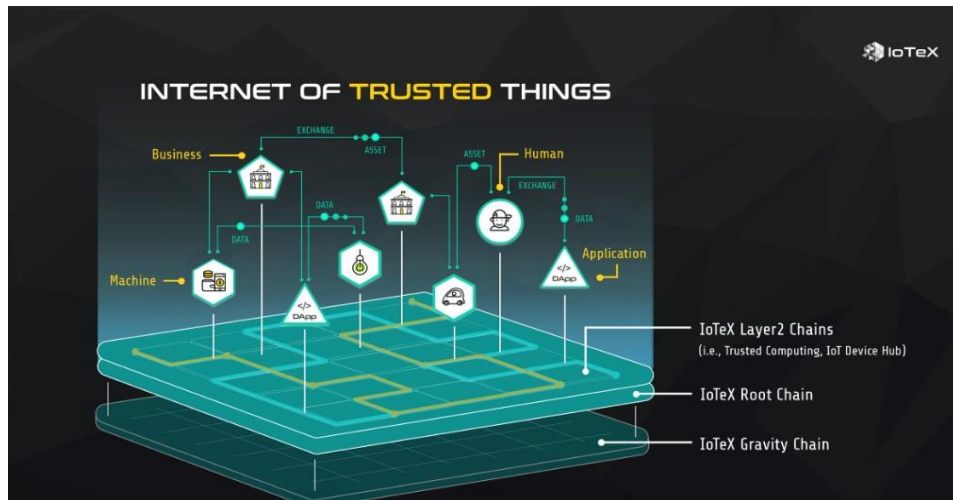 IoTeX
INTERNET OF TRUSTED THINGS
EXCHANGE
ASSET
Business
ASSET
Human
EXCHANGE
DATA
DATA
DATA
Application
Machine
</>
DApp
</>
DApp
IoTeX Layer2 Chains
(i.e., Trusted Computing, IoT Device Hub)
IoTeX Root Chain
IoTeX Gravity Chain